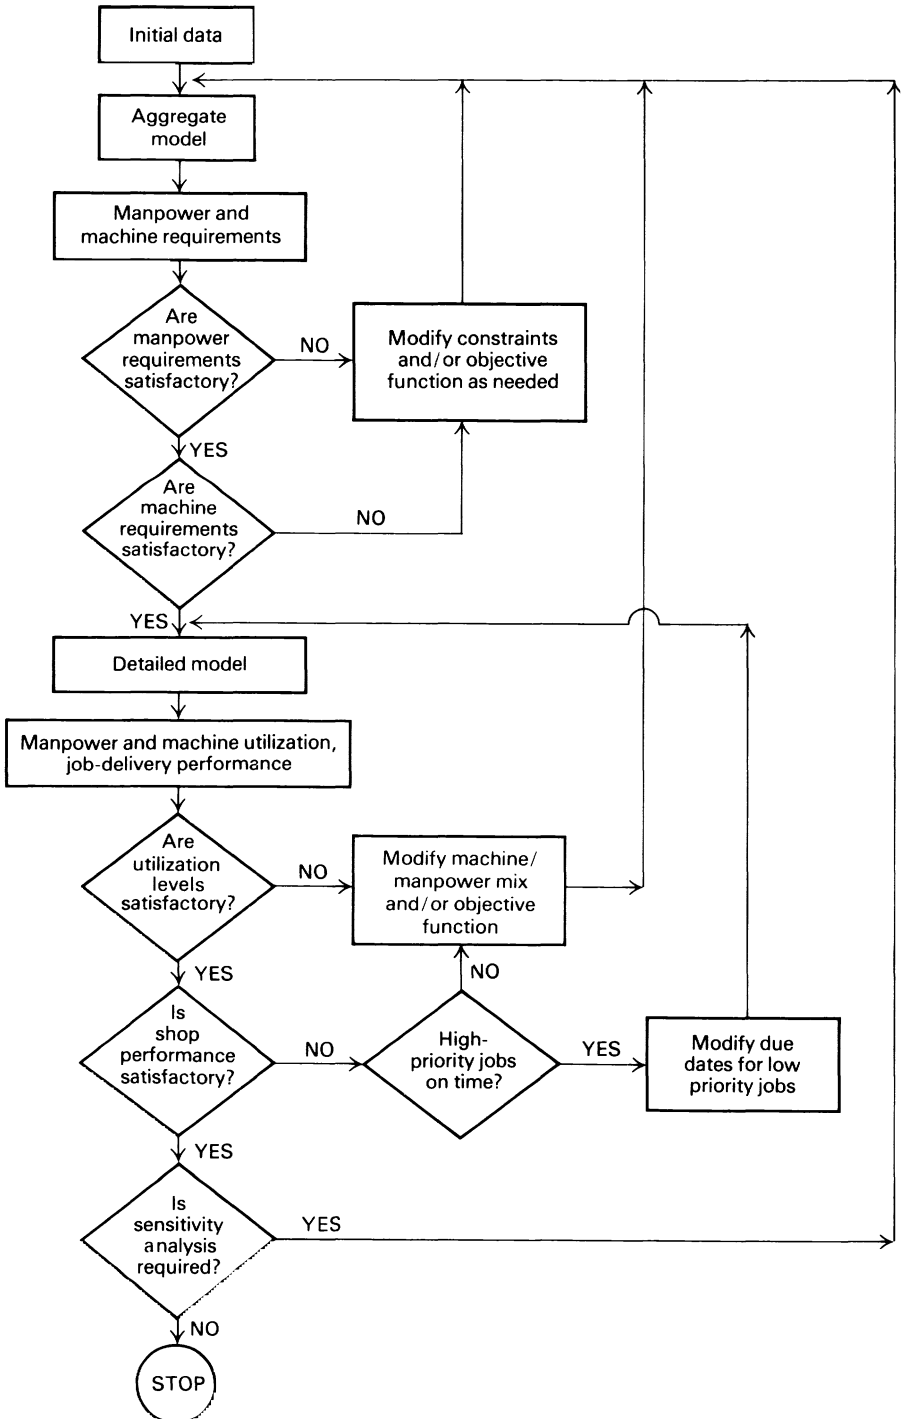 Initial data
Aggregate
model
Manpower and
machine requirements
Are
manpower
requirements
satisfactory?
NO
Modify constraints
and/or objective
function as needed
YES
Are
machine
requirements
satisfactory?
NO
YES
Detailed model
Manpower and machine utilization,
job-delivery performance
Are
utilization
levels
satisfactory?
NO
Modify machine/
manpower mix
and/or objective
function
YES
NO
Is
shop
performance
satisfactory?
NO
High-
priority jobs
on time?
YES
Modify due
dates for low
priority jobs
YES
Is
sensitivity
analysis
required?
YES
NO
STOP